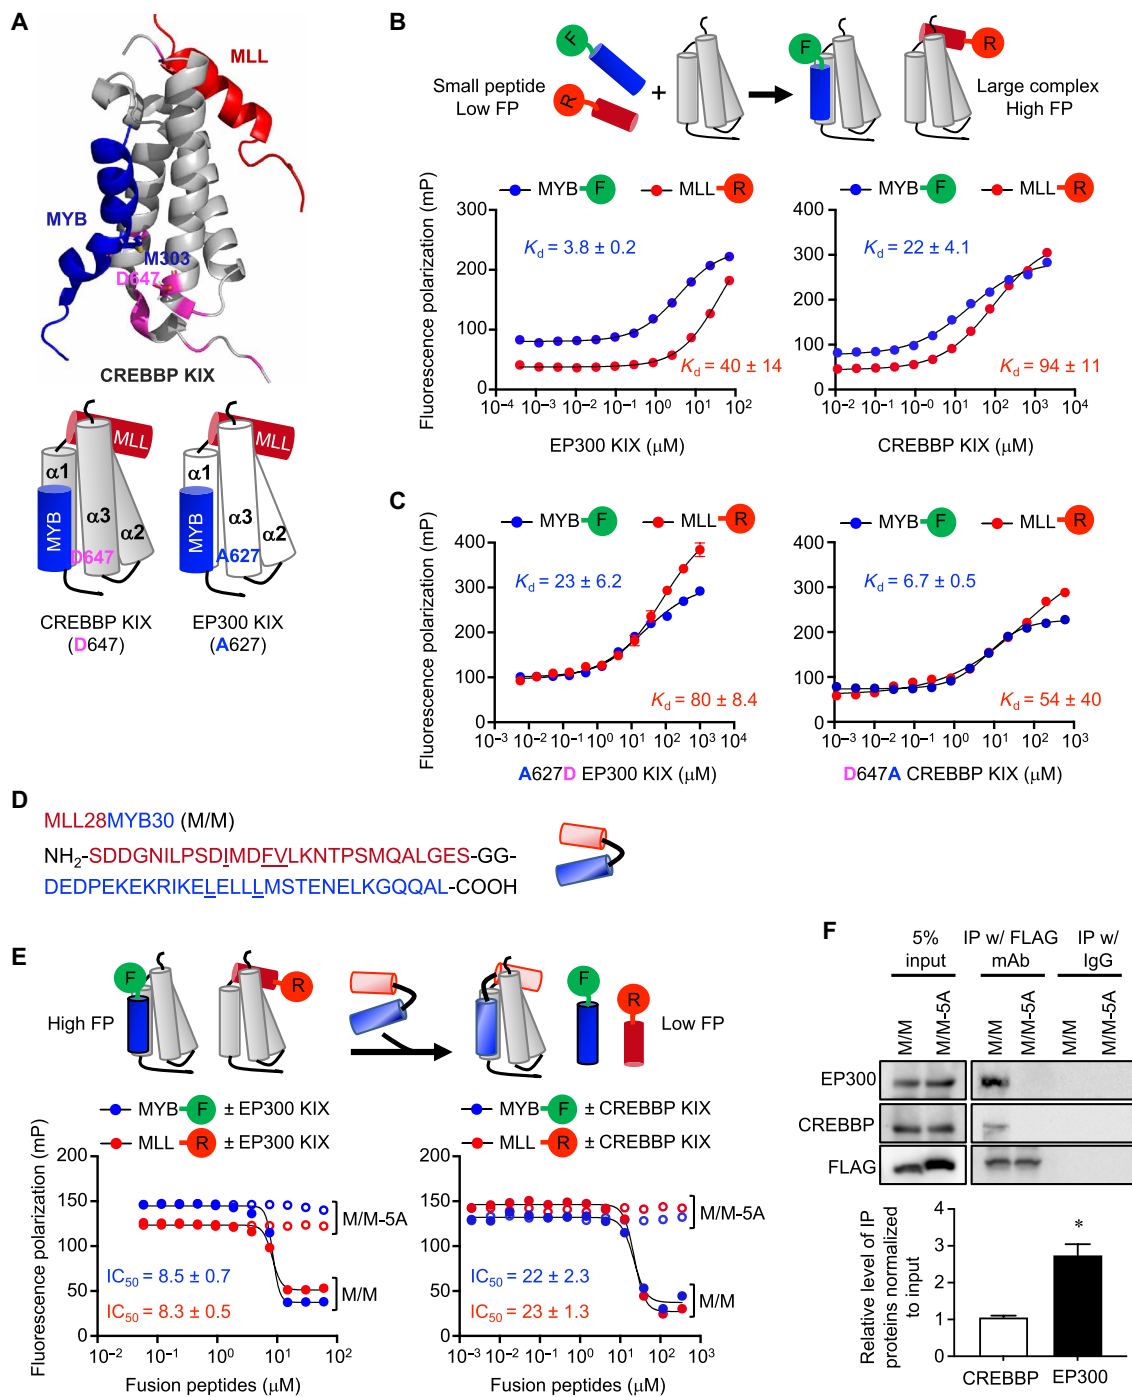 A
MLL
MYB
M303
D647
CREBBP KIX
MLL
α1
MYB
α3
α2
D647
CREBBP KIX
(D647)
MLL
α1
MYB
α3
α2
A627
EP300 KIX
(A627)
B
Small peptide
Low FP
F
R
+
F
R
Large complex
High FP
MYB F MLL R
Fluorescence polarization (mP)
300
200
100
0
Kd = 3.8 ± 0.2
Kd = 40 ± 14
10⁻⁴ 10⁻³ 10⁻² 10⁻¹ 10⁰ 10¹ 10²
EP300 KIX (μM)
MYB F MLL R
400
300
200
100
0
Kd = 22 ± 4.1
Kd = 94 ± 11
10⁻² 10⁻¹ 10⁻⁰ 10¹ 10² 10³ 10⁴
CREBBP KIX (μM)
C
MYB F MLL R
Fluorescence polarization (mP)
400
300
200
100
0
Kd = 23 ± 6.2
Kd = 80 ± 8.4
10⁻³ 10⁻² 10⁻¹ 10⁰ 10¹ 10² 10³ 10⁴
A627D EP300 KIX (μM)
MYB F MLL R
400
300
200
100
0
Kd = 6.7 ± 0.5
Kd = 54 ± 40
10⁻³ 10⁻² 10⁻¹ 10⁰ 10¹ 10² 10³
D647A CREBBP KIX (μM)
D
MLL28MYB30 (M/M)
NH₂-SDDGNILPSDIMDFVLKNTPSMQALGES-GG-
DEDPEKEKRIKELELLLMSTENELKGQQAL-COOH
E
High FP
F
R
F
R
Low FP
MYB F ± EP300 KIX
MLL R ± EP300 KIX
Fluorescence polarization (mP)
200
150
100
50
0
M/M-5A
M/M
IC₅₀ = 8.5 ± 0.7
IC₅₀ = 8.3 ± 0.5
10⁻² 10⁻¹ 10⁰ 10¹ 10²
Fusion peptides (μM)
MYB F ± CREBBP KIX
MLL R ± CREBBP KIX
200
150
100
50
0
M/M-5A
M/M
IC₅₀ = 22 ± 2.3
IC₅₀ = 23 ± 1.3
10⁻³ 10⁻² 10⁻¹ 10⁰ 10¹ 10² 10³
Fusion peptides (μM)
F
5% input
IP w/ FLAG mAb
IP w/ IgG
M/M M/M-5A M/M M/M-5A M/M M/M-5A
EP300
CREBBP
FLAG
Relative level of IP
proteins normalized
to input
4
3
2
1
0
*
CREBBP EP300